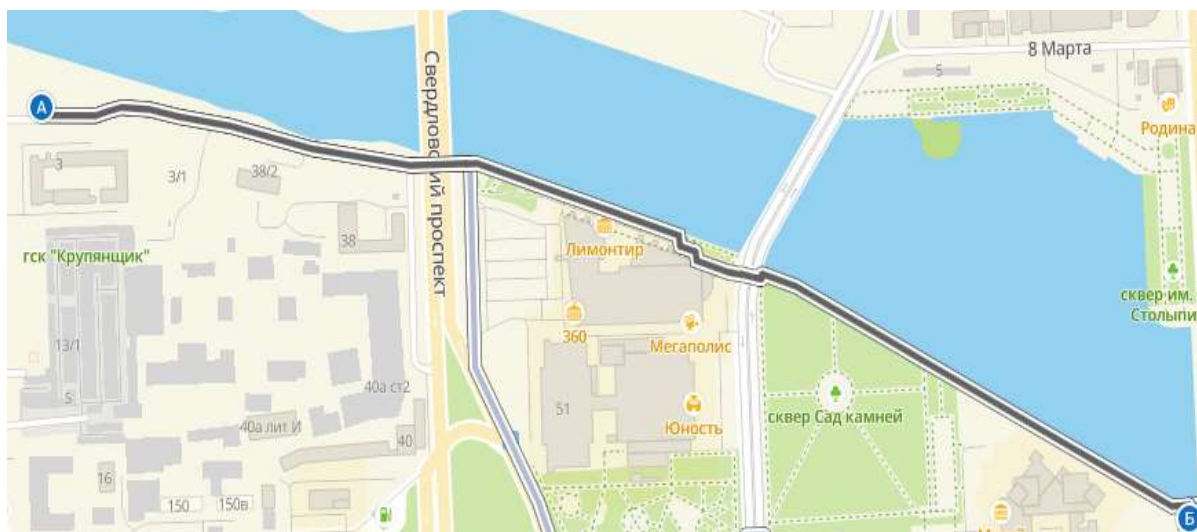 8 Марта
5
А
Родина
Свердловский проспект
3
3/1
38/2
38
Лимонтир
гск "Крупянщик"
сквер им.
Столыпи
360
Мегаполис
13/1
5
40а ст2
51
сквер Сад камней
Юность
40а лит И
40
16
150
150в
Б